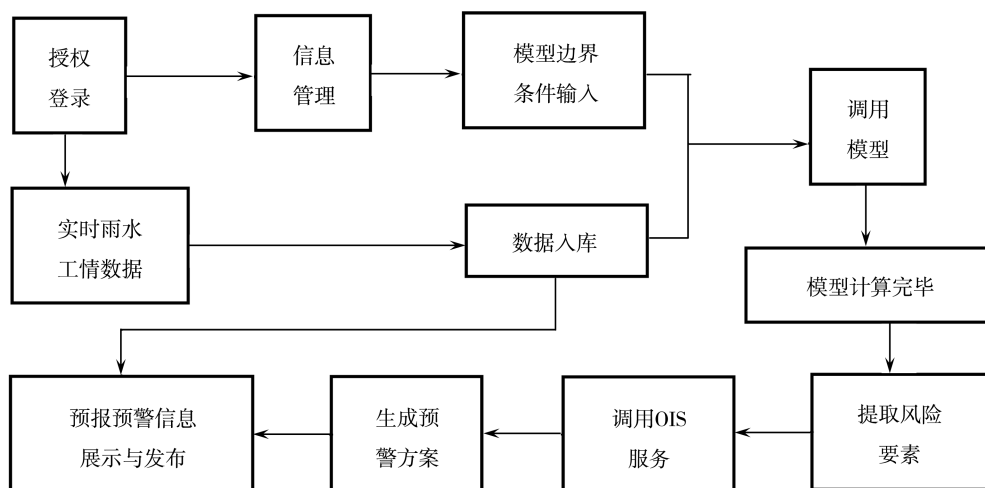 授权
登录
信息
管理
模型边界
条件输入
调用
模型
实时雨水
工情数据
数据入库
模型计算完毕
预报预警信息
展示与发布
生成预
警方案
调用OIS
服务
提取风险
要素